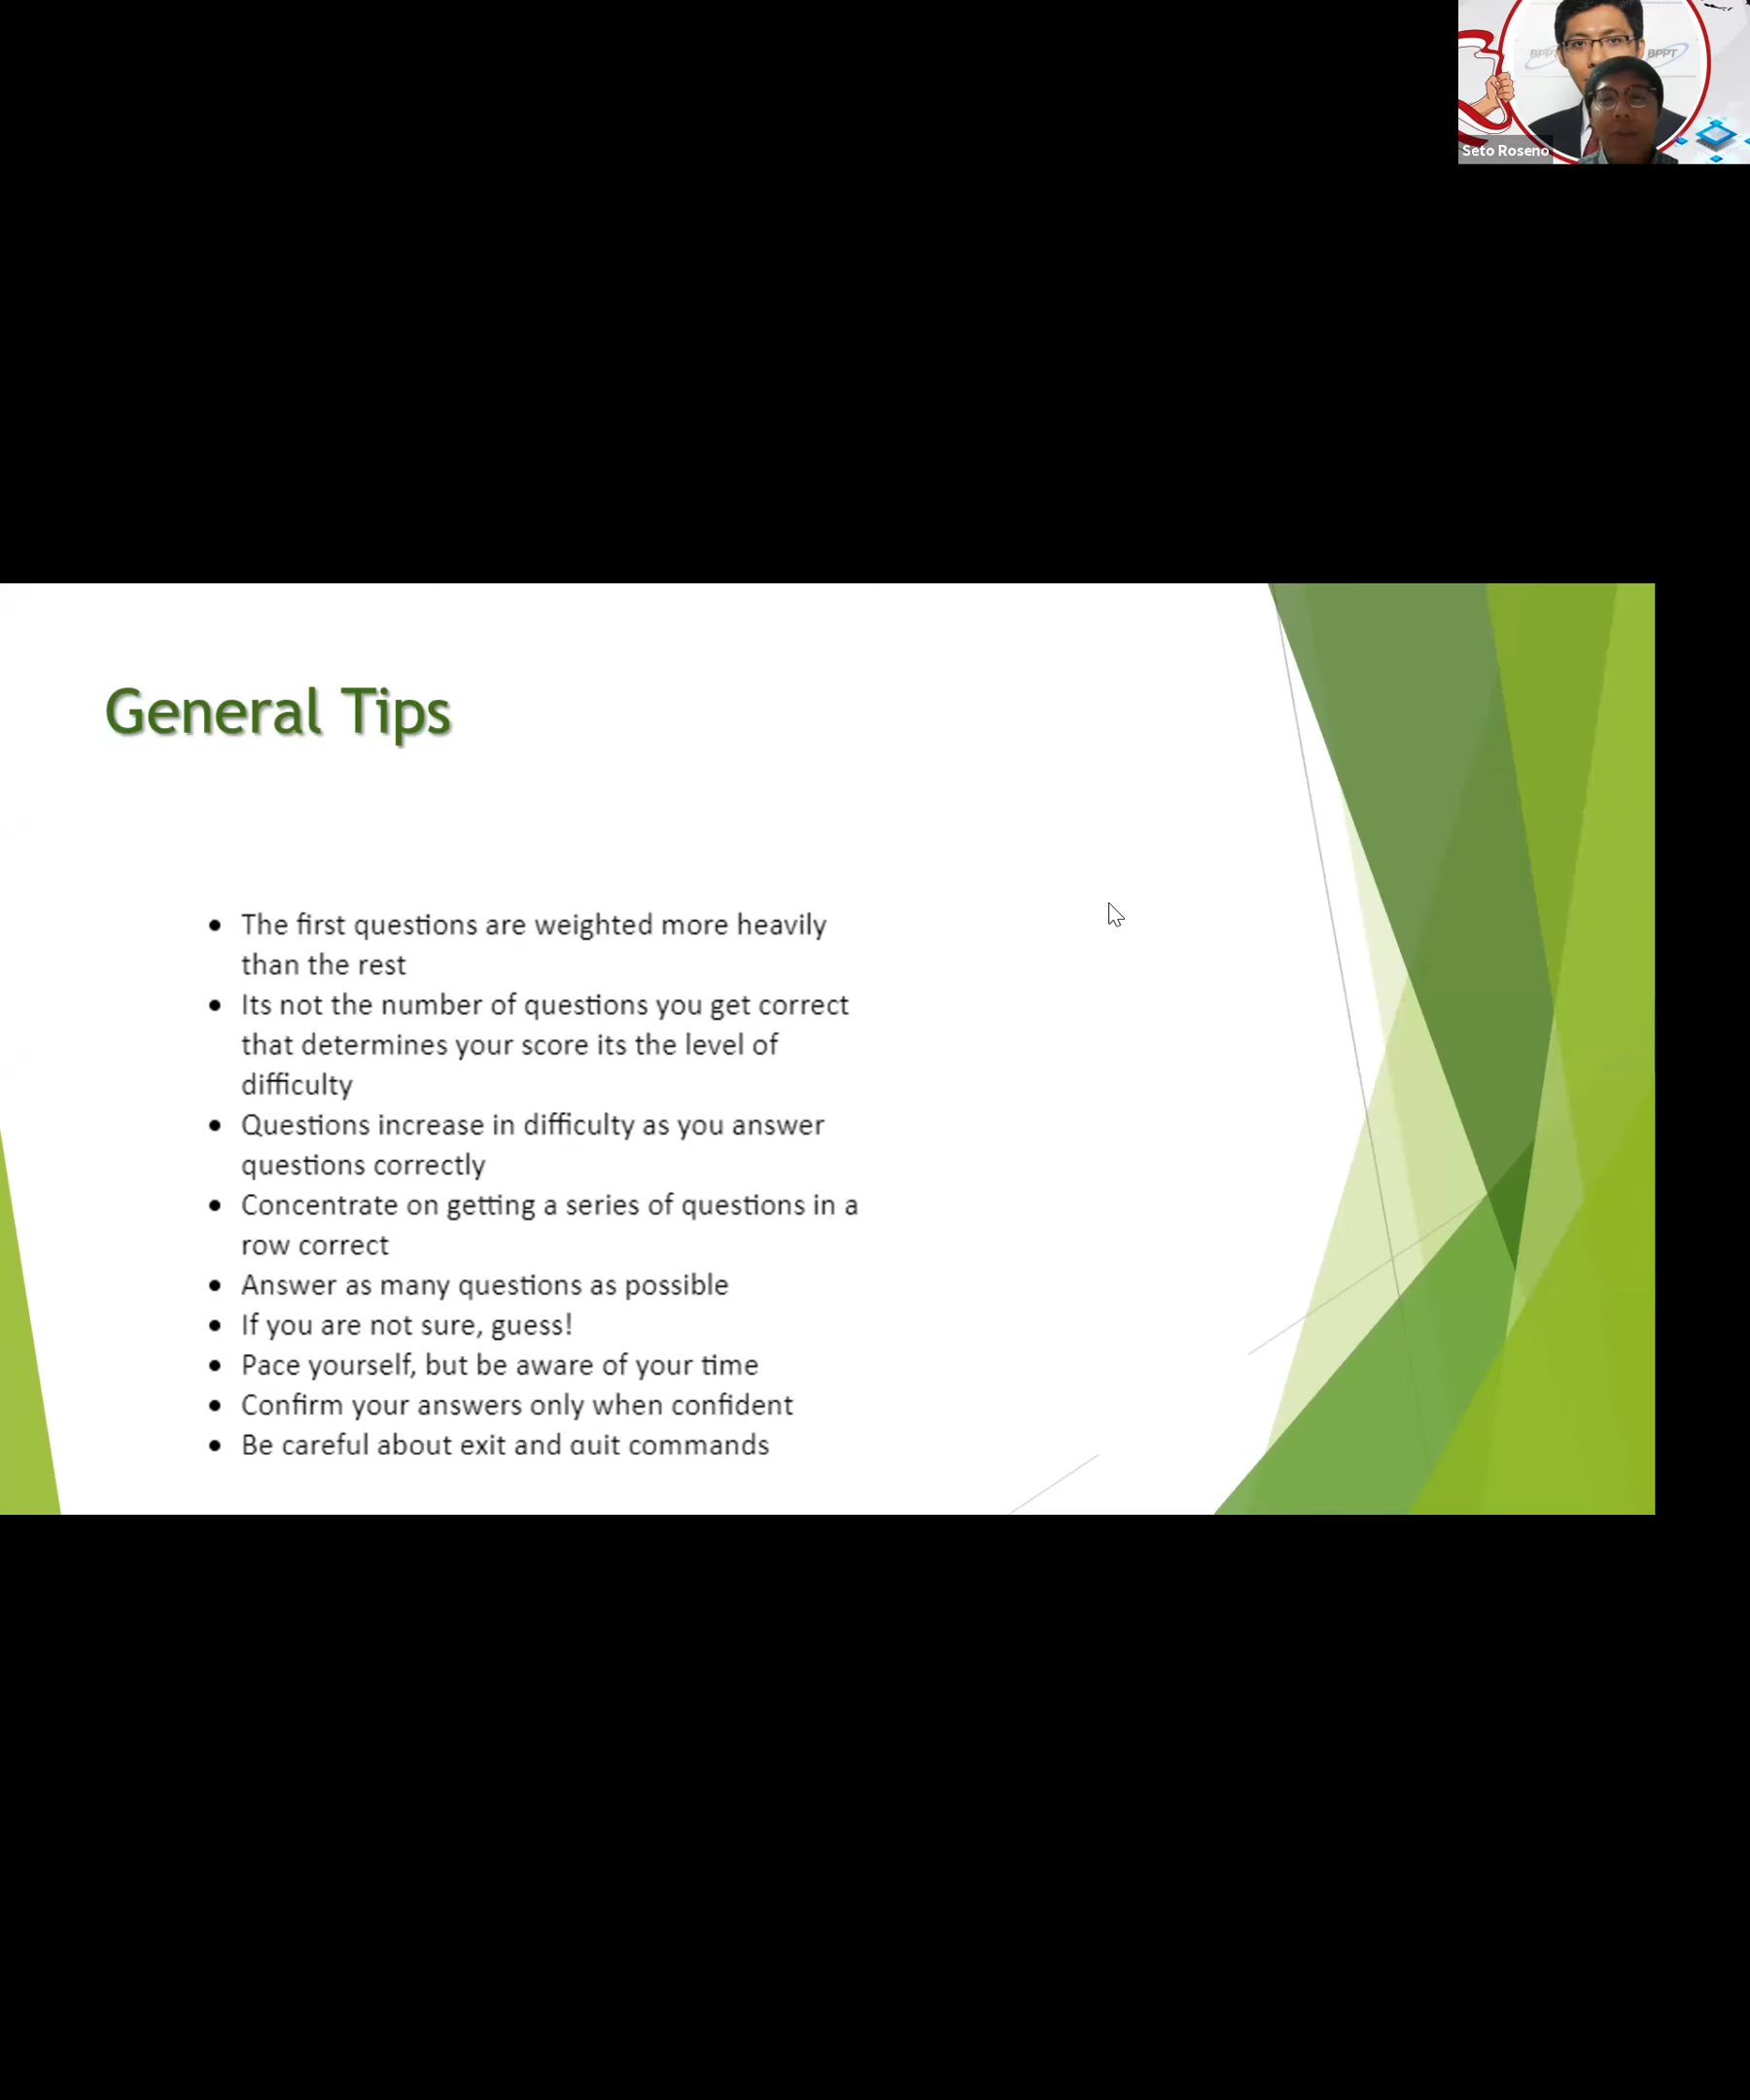 BPPT
BPPT
Seto Roseno
General Tips
• The first questions are weighted more heavily
than the rest
• Its not the number of questions you get correct
that determines your score its the level of
difficulty
• Questions increase in difficulty as you answer
questions correctly
• Concentrate on getting a series of questions in a
row correct
• Answer as many questions as possible
• If you are not sure, guess!
• Pace yourself, but be aware of your time
• Confirm your answers only when confident
• Be careful about exit and quit commands